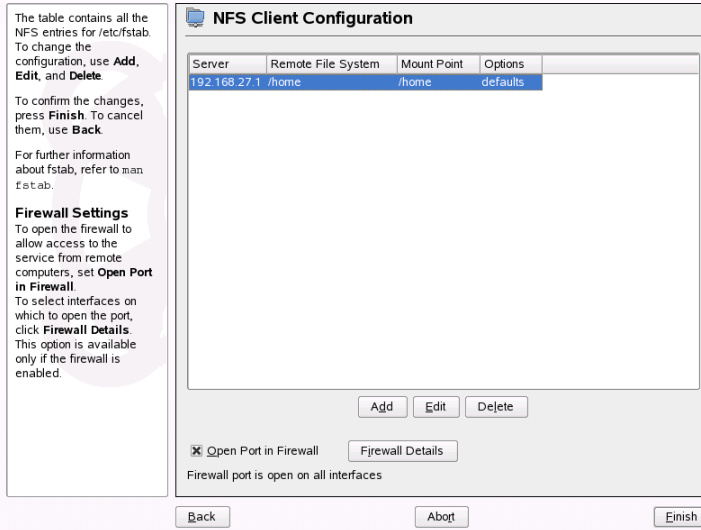 The table contains all the
NFS entries for /etc/fstab.
To change the
configuration, use Add,
Edit, and Delete.
To confirm the changes,
press Finish. To cancel
them, use Back.
For further information
about fstab, refer to man
fstab.
Firewall Settings
To open the firewall to
allow access to the
service from remote
computers, set Open Port
in Firewall.
To select interfaces on
which to open the port,
click Firewall Details.
This option is available
only if the firewall is
enabled.
NFS Client Configuration
Server Remote File System Mount Point Options
192.168.27.1 /home /home defaults
Add Edit Delete
Open Port in Firewall Firewall Details
Firewall port is open on all interfaces
Back Abort Finish